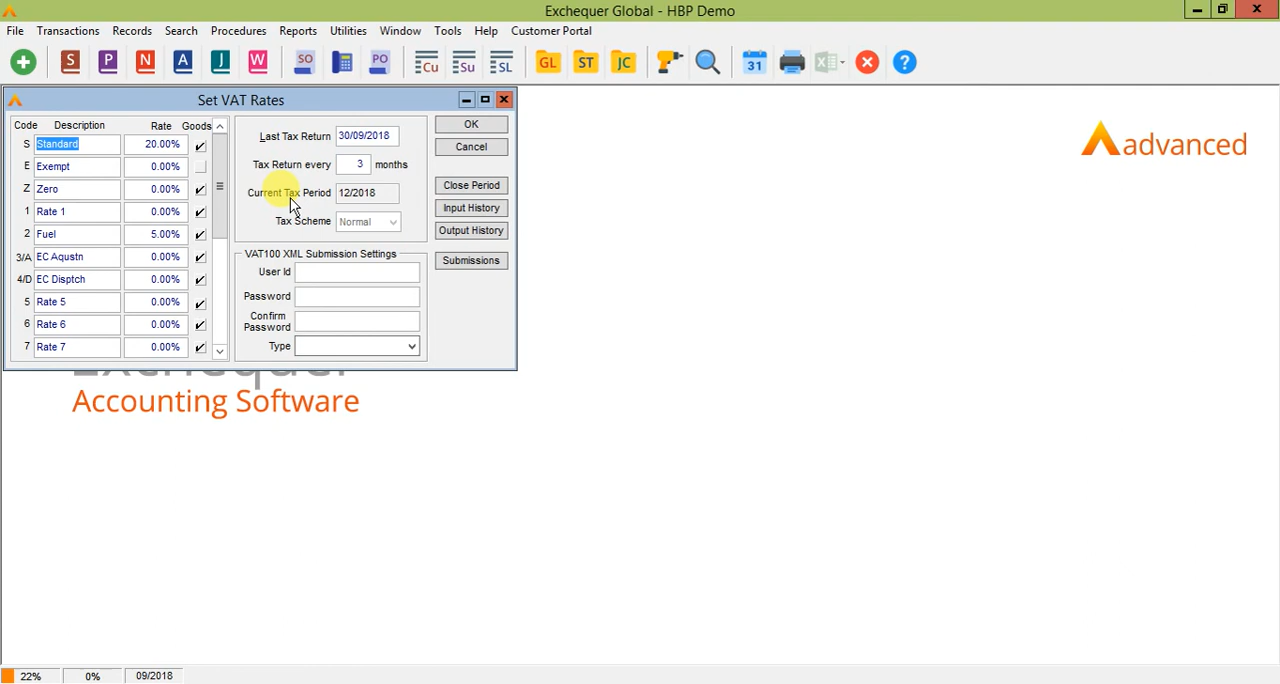 Exchequer Global - HBP Demo
File Transactions Records Search Procedures Reports Utilities Window Tools Help Customer Portal
S P N A J W SO PO Cu Su SL GL ST JC 31 X ?
Set VAT Rates
Code Description Rate Goods
S Standard 20.00%
E Exempt 0.00%
Z Zero 0.00%
1 Rate 1 0.00%
2 Fuel 5.00%
3/A EC Aqustn 0.00%
4/D EC Disptch 0.00%
5 Rate 5 0.00%
6 Rate 6 0.00%
7 Rate 7 0.00%
Last Tax Return 30/09/2018
Tax Return every 3 months
Current Tax Period 12/2018
Tax Scheme Normal
VAT100 XML Submission Settings
User Id
Password
Confirm
Password
Type
OK
Cancel
Close Period
Input History
Output History
Submissions
advanced
Exchequer
Accounting Software
22% 0% 09/2018